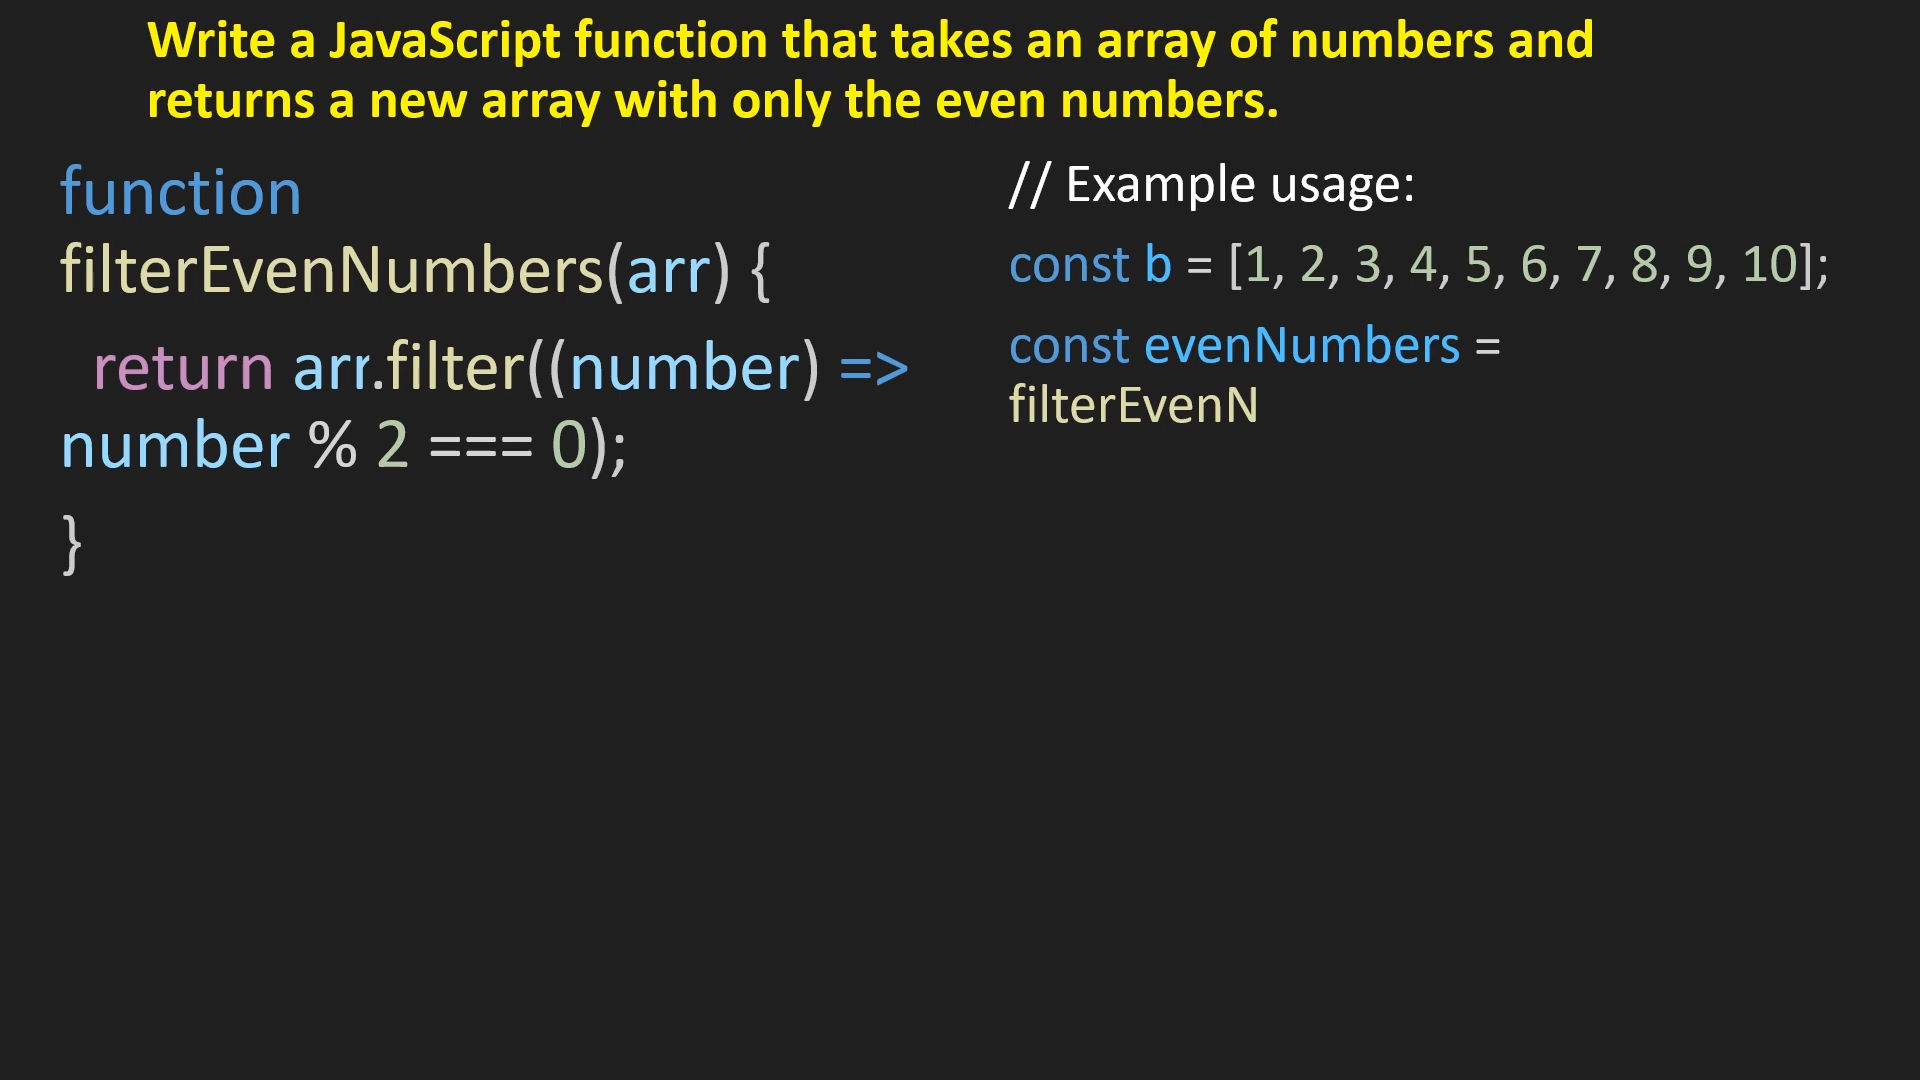 Write a JavaScript function that takes an array of numbers and
returns a new array with only the even numbers.
function
filterEvenNumbers(arr) {
return arr.filter((number) =>
number % 2 === 0);
}
// Example usage:
const b = [1, 2, 3, 4, 5, 6, 7, 8, 9, 10];
const evenNumbers =
filterEvenN